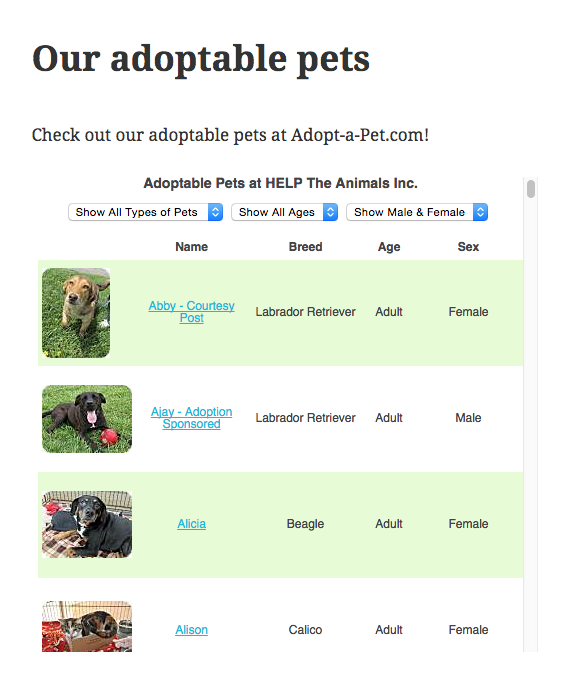 Our adoptable pets
Check out our adoptable pets at Adopt-a-Pet.com!
Adoptable Pets at HELP The Animals Inc.
Show All Types of Pets Show All Ages Show Male & Female
Name Breed Age Sex
Abby - Courtesy
Post Labrador Retriever Adult Female
Ajay - Adoption
Sponsored Labrador Retriever Adult Male
Alicia Beagle Adult Female
Alison Calico Adult Female